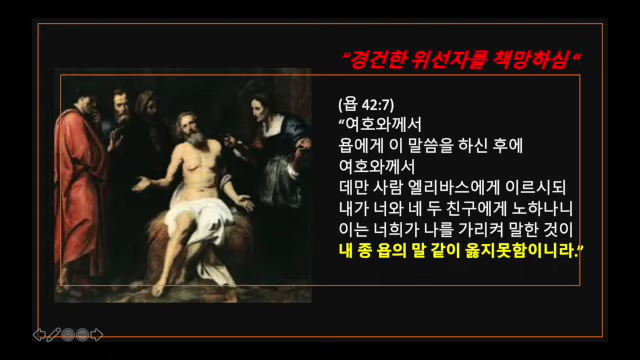 “경건한 위선자를 책망하심“
(욥 42:7)
“여호와께서
욥에게 이 말씀을 하신 후에
여호와께서
데만 사람 엘리바스에게 이르시되
내가 너와 네 두 친구에게 노하나니
이는 너희가 나를 가리켜 말한 것이
내 종 욥의 말 같이 옳지못함이니라.”